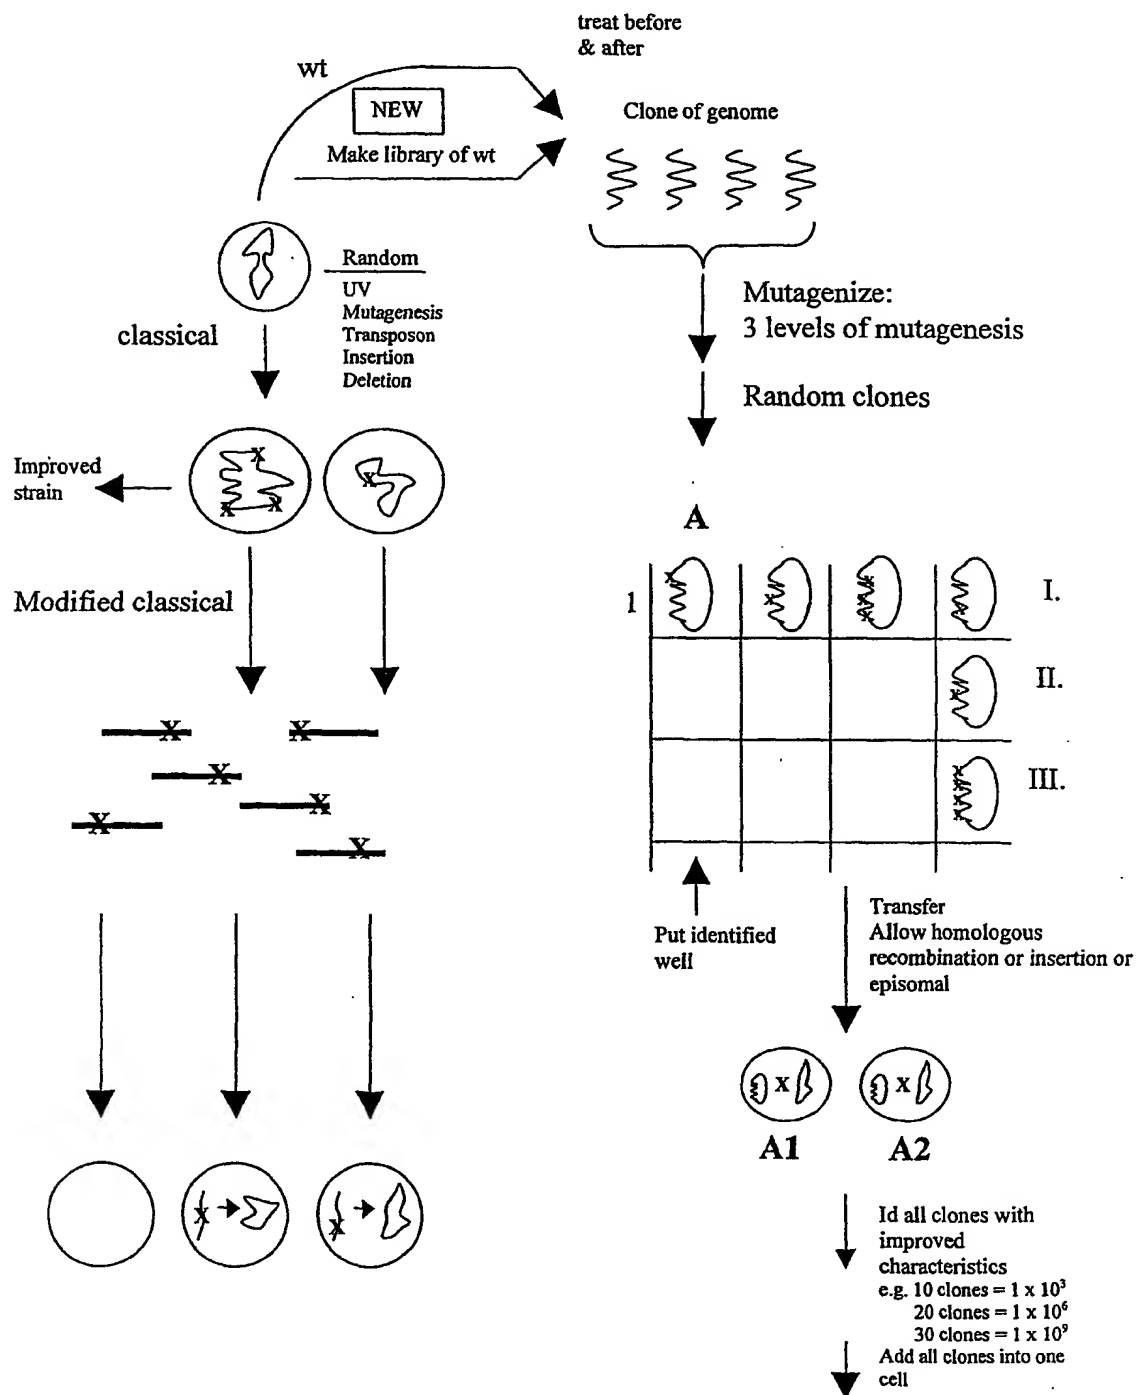 treat before
& after
wt
NEW
Make library of wt
Clone of genome
Random
UV
Mutagenesis
Transposon
Insertion
Deletion
classical
Mutagenize:
3 levels of mutagenesis
Random clones
Improved
strain
X
X
X
X
A
Modified classical
1
I.
II.
III.
X
X
X
X
X
X
Put identified
well
Transfer
Allow homologous
recombination or insertion or
episomal
X
X
A1
A2
X
X
Id all clones with
improved
characteristics
e.g. 10 clones = 1 x 10³
20 clones = 1 x 10⁶
30 clones = 1 x 10⁹
Add all clones into one
cell